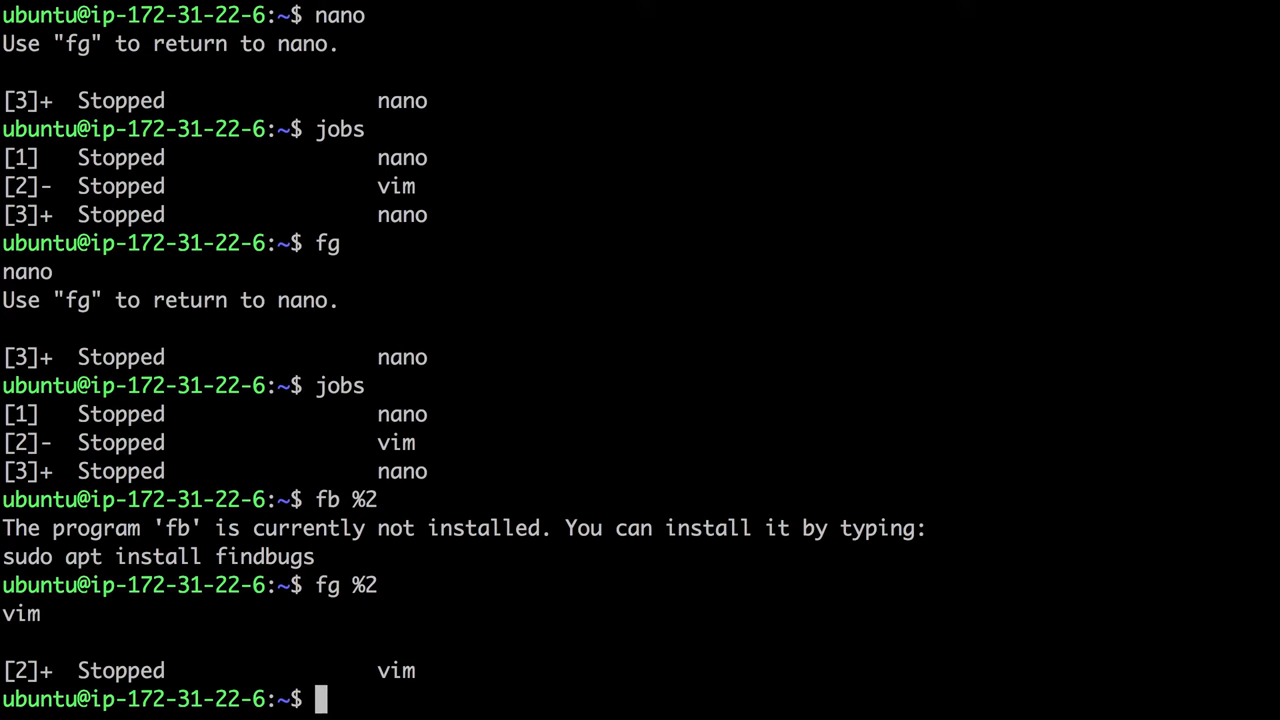 ubuntu@ip-172-31-22-6:~$ nano
Use "fg" to return to nano.
[3]+  Stopped                 nano
ubuntu@ip-172-31-22-6:~$ jobs
[1]   Stopped                 nano
[2]-  Stopped                 vim
[3]+  Stopped                 nano
ubuntu@ip-172-31-22-6:~$ fg
nano
Use "fg" to return to nano.
[3]+  Stopped                 nano
ubuntu@ip-172-31-22-6:~$ jobs
[1]   Stopped                 nano
[2]-  Stopped                 vim
[3]+  Stopped                 nano
ubuntu@ip-172-31-22-6:~$ fb %2
The program 'fb' is currently not installed. You can install it by typing:
sudo apt install findbugs
ubuntu@ip-172-31-22-6:~$ fg %2
vim
[2]+  Stopped                 vim
ubuntu@ip-172-31-22-6:~$